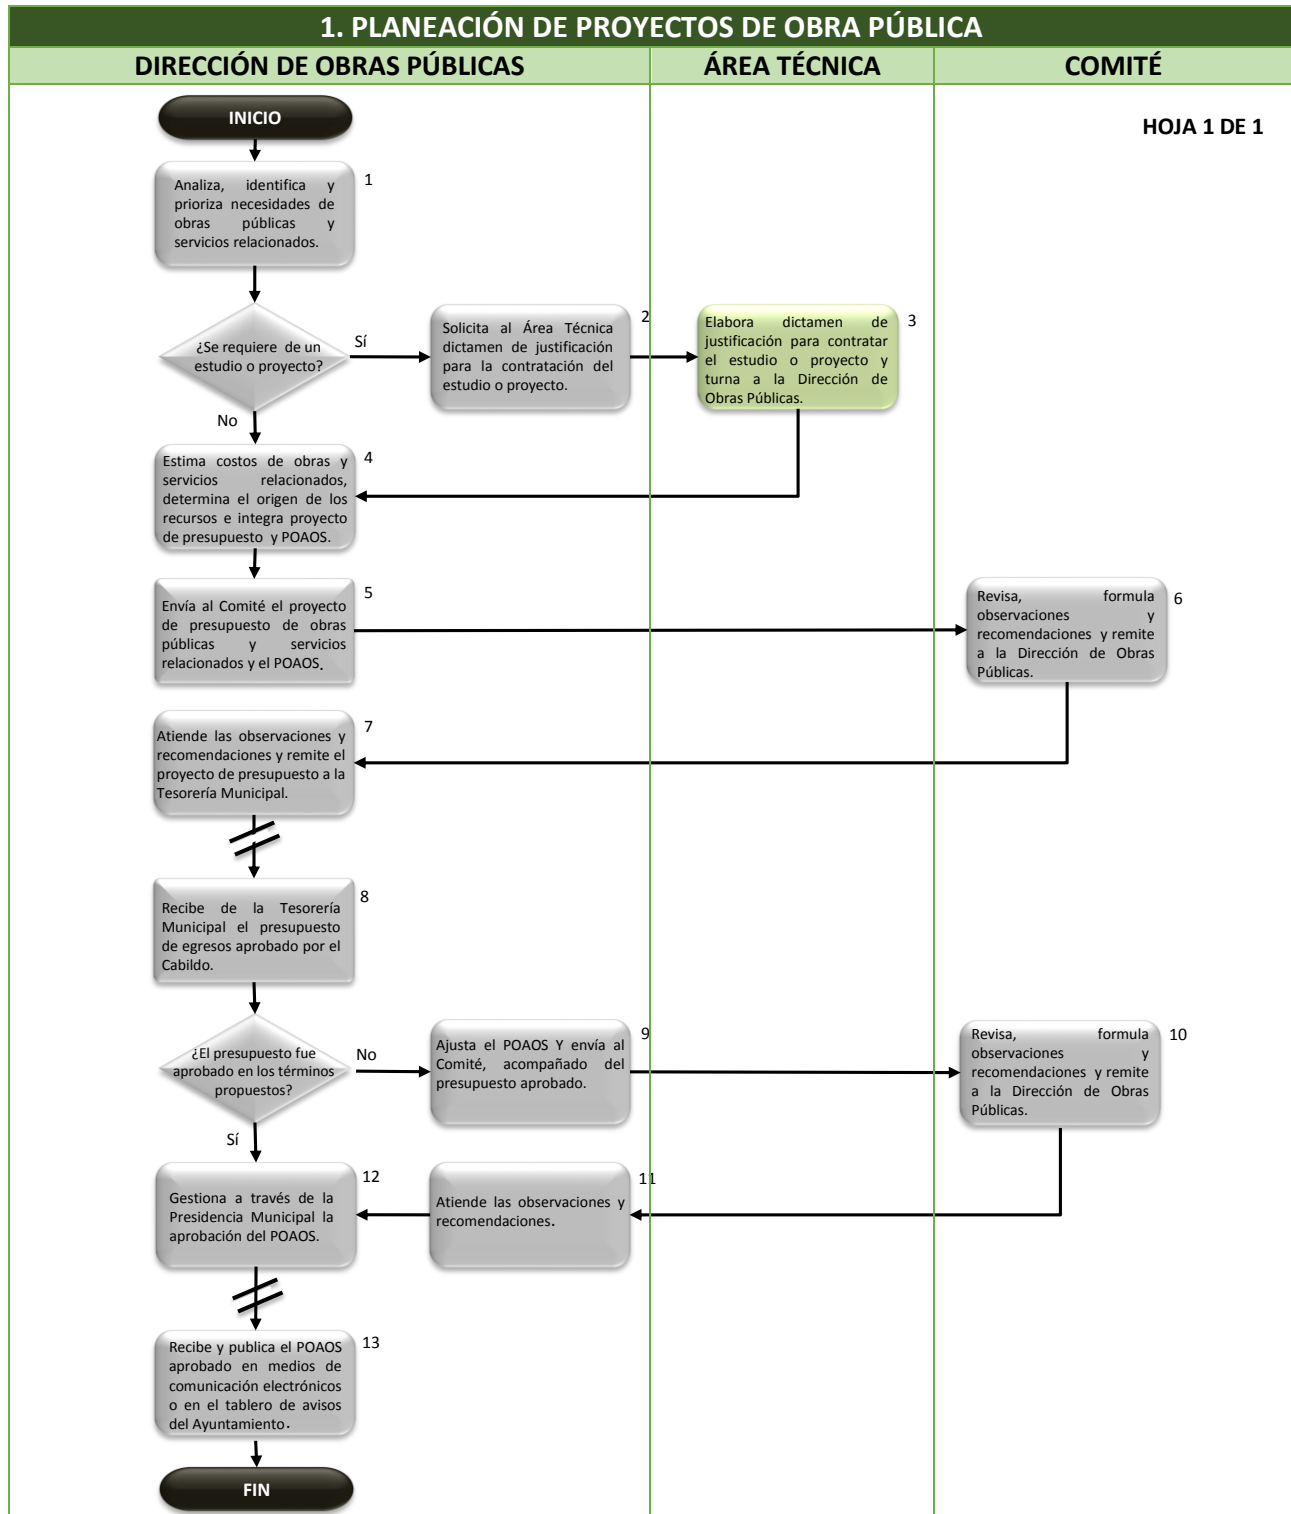 1. PLANEACIÓN DE PROYECTOS DE OBRA PÚBLICA
DIRECCIÓN DE OBRAS PÚBLICAS
ÁREA TÉCNICA
COMITÉ
HOJA 1 DE 1
INICIO
Analiza, identifica y
prioriza necesidades de
obras públicas y
servicios relacionados.
1
¿Se requiere de un
estudio o proyecto?
Sí
No
Solicita al Área Técnica
dictamen de justificación
para la contratación del
estudio o proyecto.
2
Elabora dictamen de
justificación para contratar
el estudio o proyecto y
turna a la Dirección de
Obras Públicas.
3
Estima costos de obras y
servicios relacionados,
determina el origen de los
recursos e integra proyecto
de presupuesto y POAOS.
4
Envía al Comité el proyecto
de presupuesto de obras
públicas y servicios
relacionados y el POAOS.
5
Revisa, formula
observaciones y
recomendaciones y remite
a la Dirección de Obras
Públicas.
6
Atiende las observaciones y
recomendaciones y remite el
proyecto de presupuesto a la
Tesorería Municipal.
7
Recibe de la Tesorería
Municipal el presupuesto
de egresos aprobado por el
Cabildo.
8
¿El presupuesto fue
aprobado en los términos
propuestos?
No
Sí
Ajusta el POAOS Y envía al
Comité, acompañado del
presupuesto aprobado.
9
Revisa, formula
observaciones y
recomendaciones y remite
a la Dirección de Obras
Públicas.
10
Atiende las observaciones y
recomendaciones.
11
Gestiona a través de la
Presidencia Municipal la
aprobación del POAOS.
12
Recibe y publica el POAOS
aprobado en medios de
comunicación electrónicos
o en el tablero de avisos
del Ayuntamiento.
13
FIN